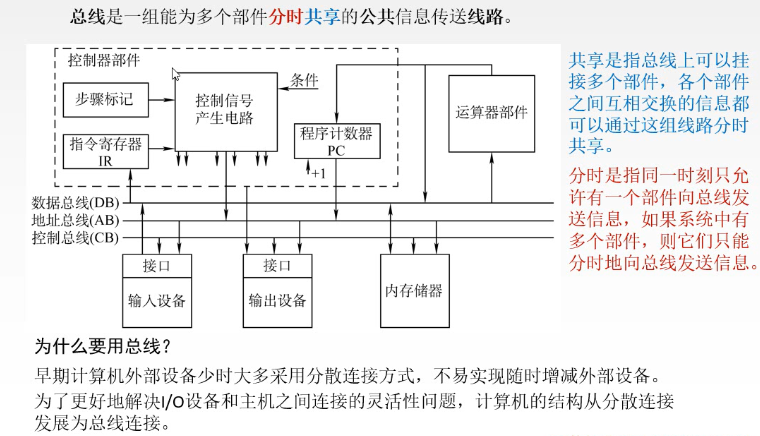 总线是一组能为多个部件分时共享的公共信息传送线路。
控制器部件
步骤标记
控制信号
产生电路
条件
指令寄存器
IR
程序计数器
PC
+1
运算器部件
数据总线(DB)
地址总线(AB)
控制总线(CB)
接口
输入设备
接口
输出设备
内存储器
共享是指总线上可以挂
接多个部件，各个部件
之间互相交换的信息都
可以通过这组线路分时
共享。
分时是指同一时刻只允
许有一个部件向总线发
送信息，如果系统中有
多个部件，则它们只能
分时地向总线发送信息。
为什么要用总线？
早期计算机外部设备少时大多采用分散连接方式，不易实现随时增减外部设备。
为了更好地解决I/O设备和主机之间连接的灵活性问题，计算机的结构从分散连接
发展为总线连接。